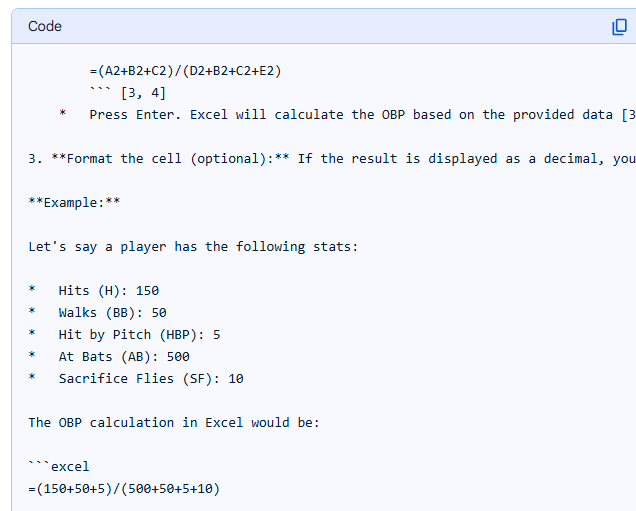 Code
=(A2+B2+C2)/(D2+B2+C2+E2)
``` [3, 4]
*   Press Enter. Excel will calculate the OBP based on the provided data [3
3. **Format the cell (optional):** If the result is displayed as a decimal, you
**Example:**
Let's say a player has the following stats:
*   Hits (H): 150
*   Walks (BB): 50
*   Hit by Pitch (HBP): 5
*   At Bats (AB): 500
*   Sacrifice Flies (SF): 10
The OBP calculation in Excel would be:
```excel
=(150+50+5)/(500+50+5+10)